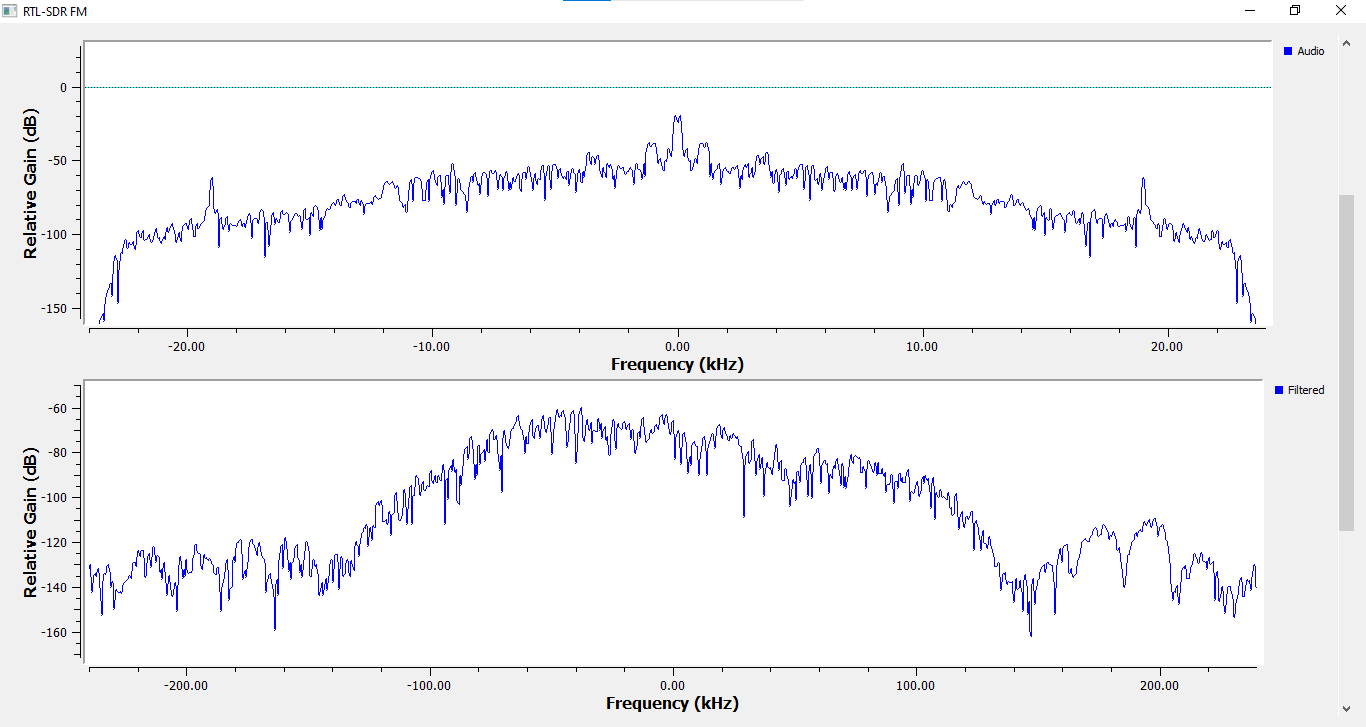 RTL-SDR FM
Audio
0
-50
-100
-150
Relative Gain (dB)
-20.00 -10.00 0.00 10.00 20.00
Frequency (kHz)
Filtered
-60
-80
-100
-120
-140
-160
Relative Gain (dB)
-200.00 -100.00 0.00 100.00 200.00
Frequency (kHz)